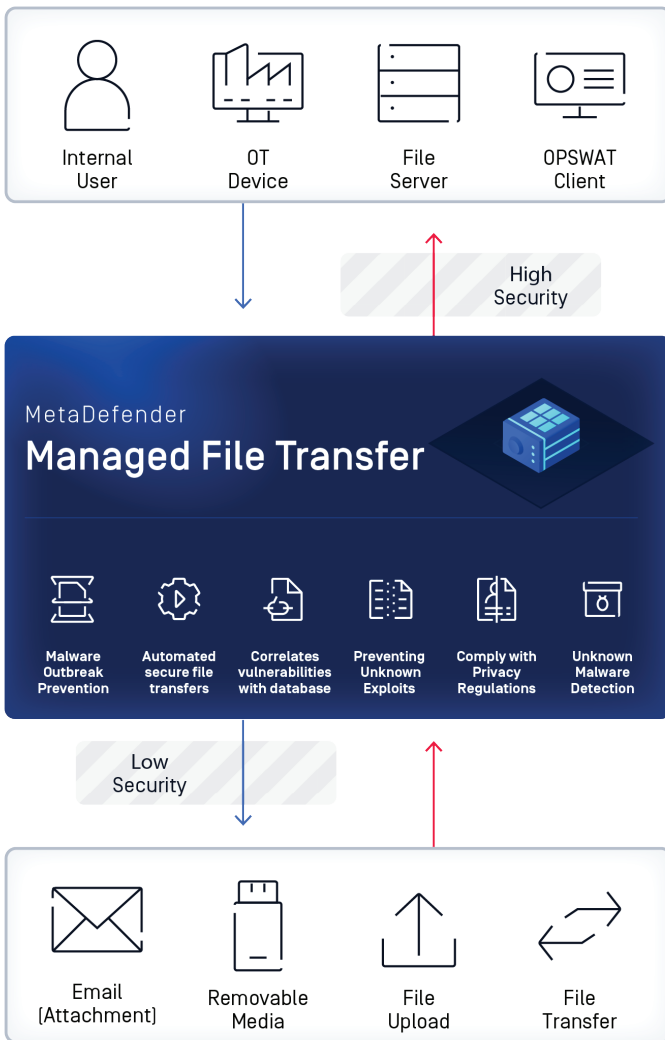 Internal
User
OT
Device
File
Server
OPSWAT
Client
High
Security
MetaDefender
Managed File Transfer
Malware
Outbreak
Prevention
Automated
secure file
transfers
Correlates
vulnerabilities
with database
Preventing
Unknown
Exploits
Comply with
Privacy
Regulations
Unknown
Malware
Detection
Low
Security
Email
(Attachment)
Removable
Media
File
Upload
File
Transfer